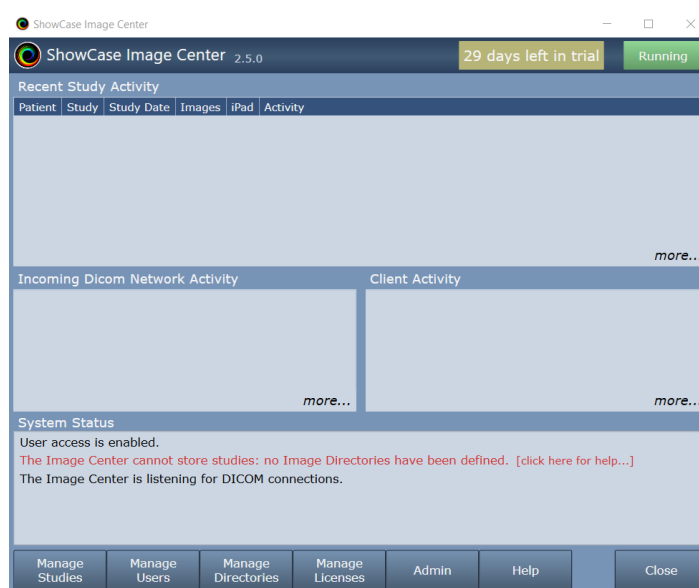 ShowCase Image Center
ShowCase Image Center 2.5.0
29 days left in trial
Running
Recent Study Activity
Patient Study Study Date Images iPad Activity
more...
Incoming Dicom Network Activity
Client Activity
more...
more...
System Status
User access is enabled.
The Image Center cannot store studies: no Image Directories have been defined. [click here for help...]
The Image Center is listening for DICOM connections.
Manage Studies
Manage Users
Manage Directories
Manage Licenses
Admin
Help
Close